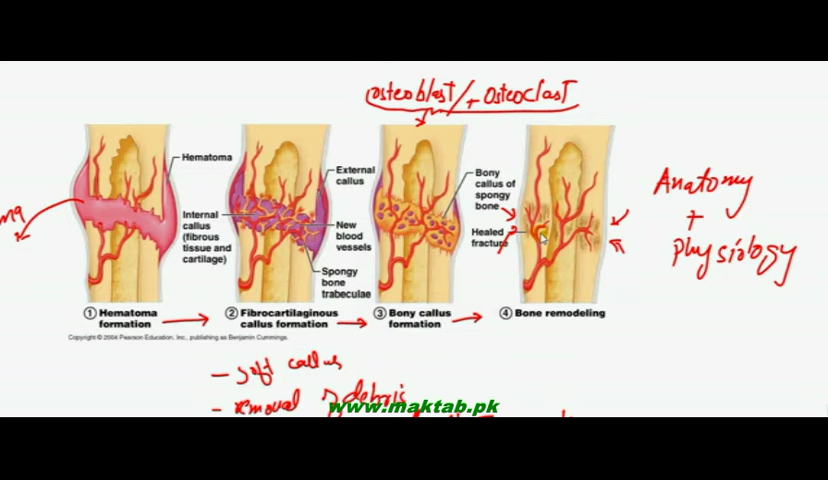 osteoblast/+ osteoclast
Hematoma
External
callus
Bony
callus of
spongy
bone
Anatomy
+
Physiology
Internal
callus
(fibrous
tissue and
cartilage)
New
blood
vessels
Healed
fracture
Spongy
bone
trabeculae
1 Hematoma
formation
2 Fibrocartilaginous
callus formation
3 Bony callus
formation
4 Bone remodeling
Copyright © 2004 Pearson Education, Inc., publishing as Benjamin Cummings.
- soft callus
- removal of debris
www.maktab.pk